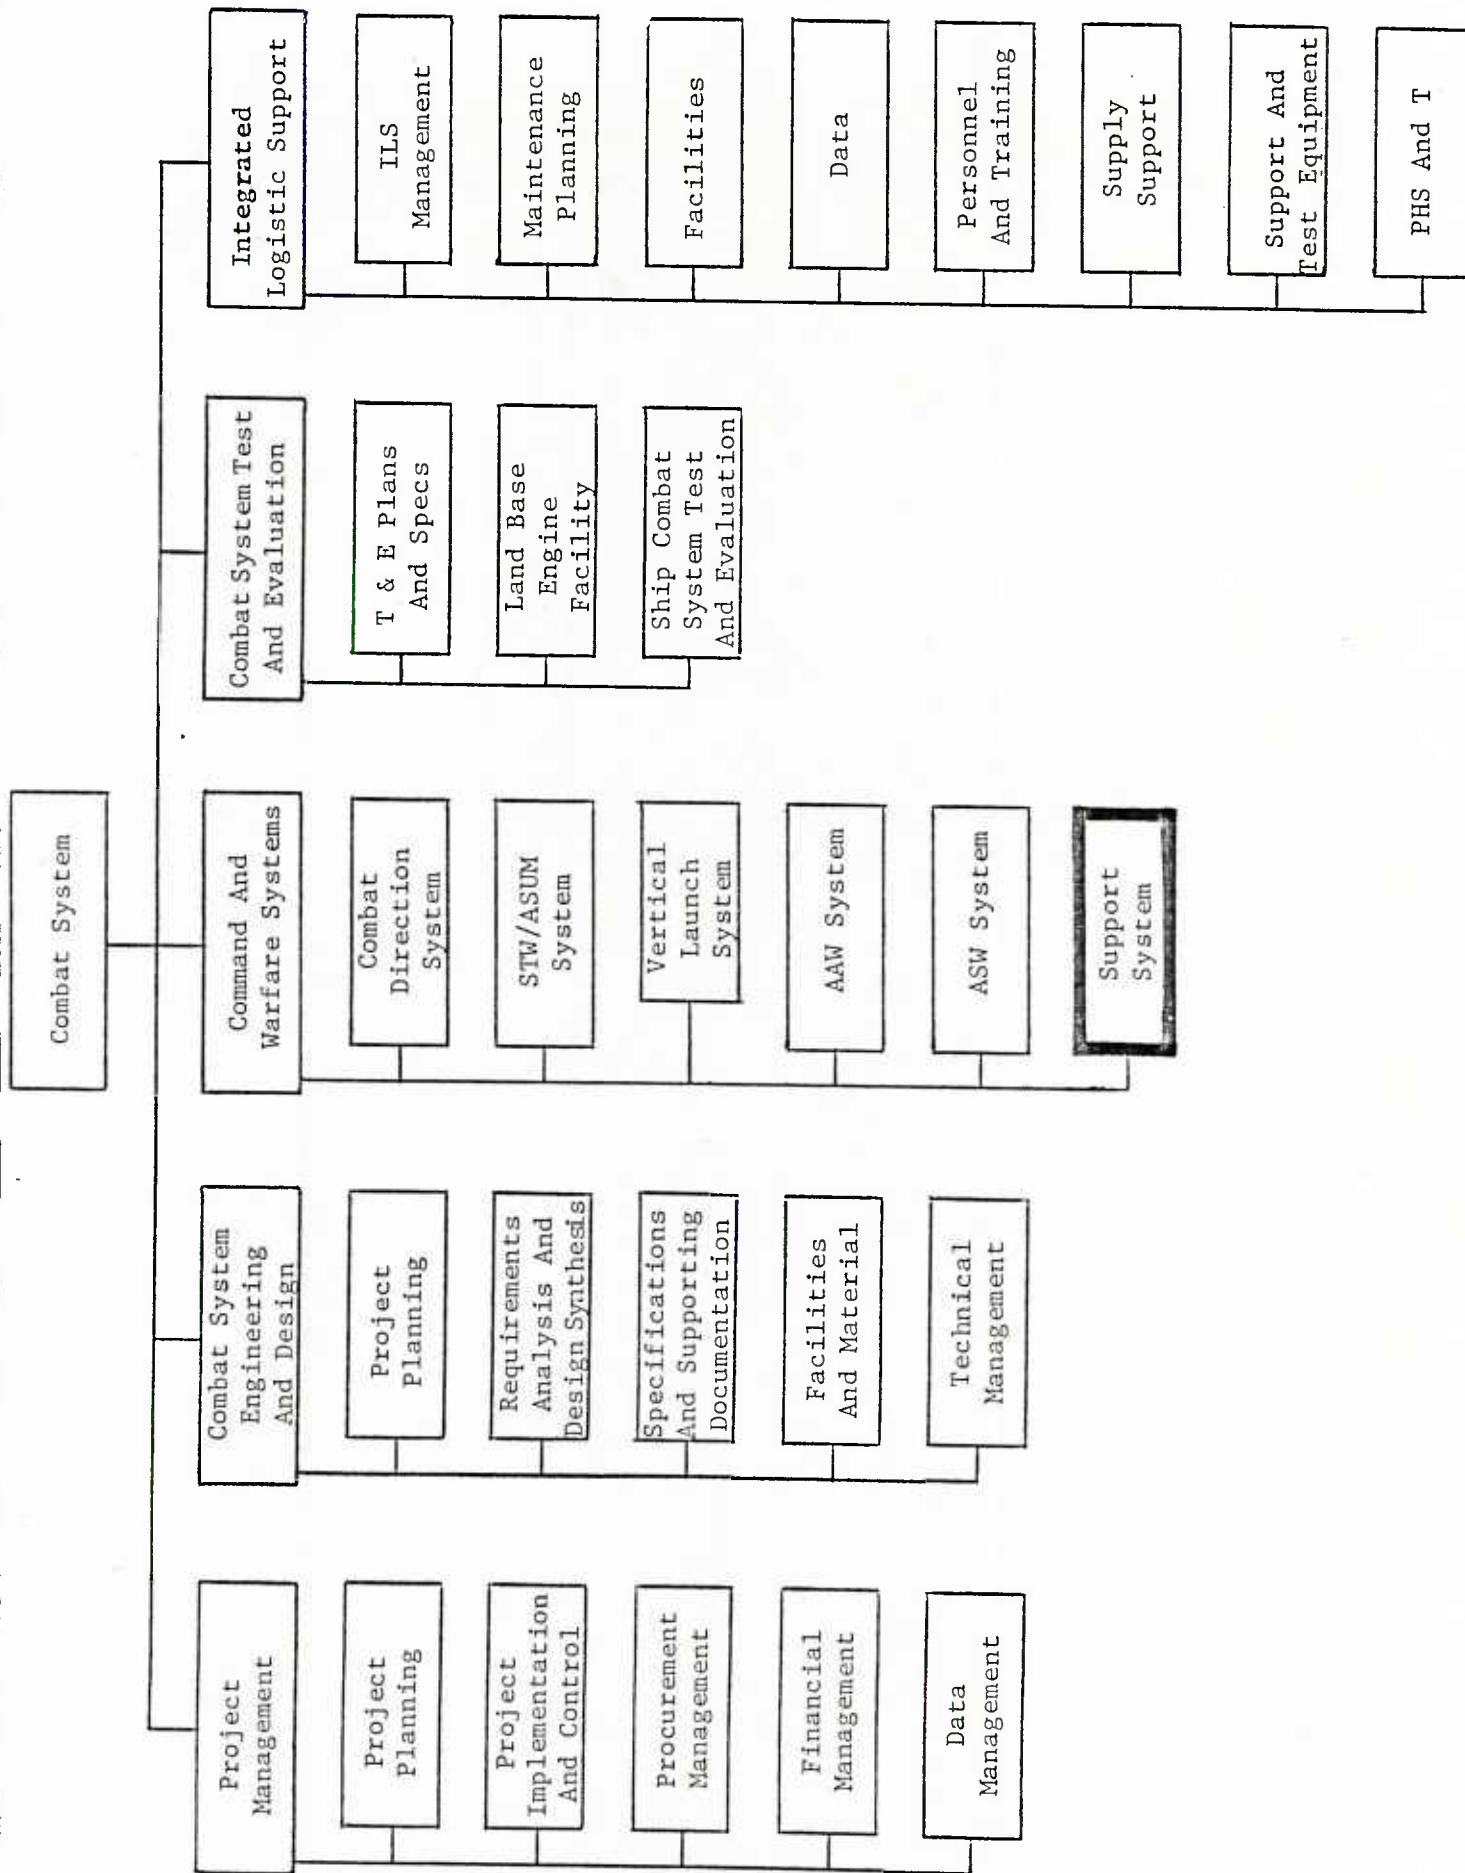 Combat System
Project
Management
Project
Planning
Project
Implementation
And Control
Procurement
Management
Financial
Management
Data
Management
Combat System
Engineering
And Design
Project
Planning
Requirements
Analysis And
Design Synthesis
Specifications
And Supporting
Documentation
Facilities
And Material
Technical
Management
Command And
Warfare Systems
Combat
Direction
System
STW/ASUM
System
Vertical
Launch
System
AAW System
ASW System
Support
System
Combat System Test
And Evaluation
T & E Plans
And Specs
Land Base
Engine
Facility
Ship Combat
System Test
And Evaluation
Integrated
Logistic Support
ILS
Management
Maintenance
Planning
Facilities
Data
Personnel
And Training
Supply
Support
Support And
Test Equipment
PHS And T